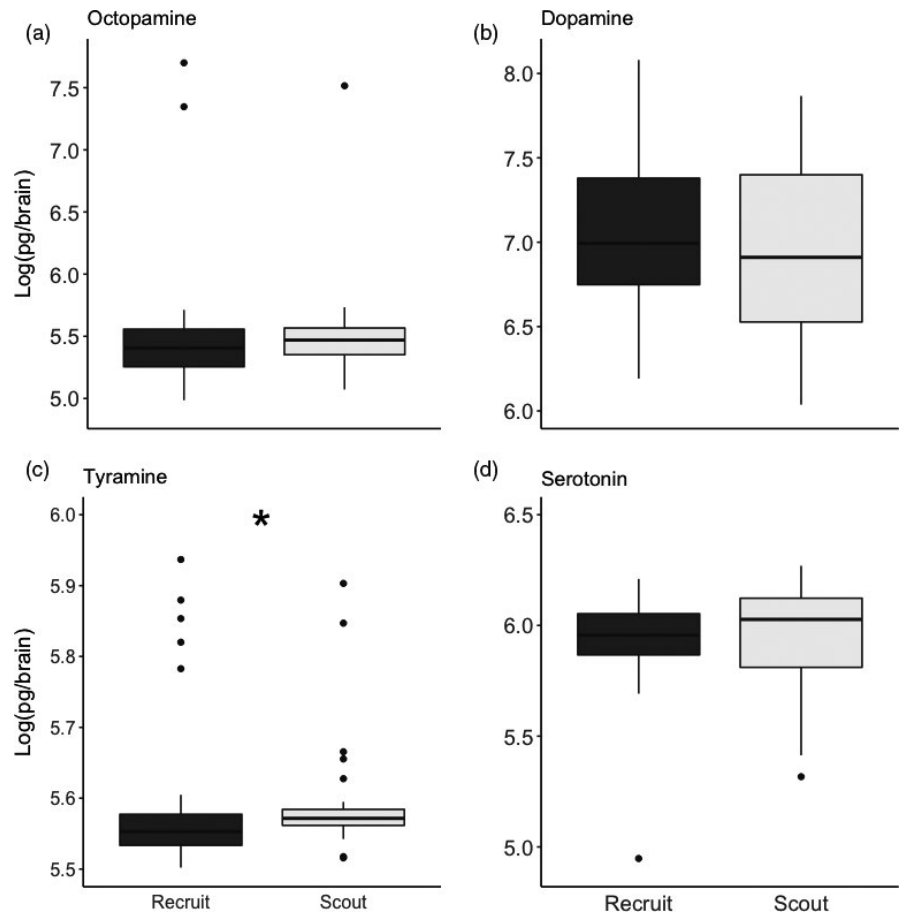 (a) Octopamine
Log(pg/brain)
7.5
7.0
6.5
6.0
5.5
5.0
(b) Dopamine
8.0
7.5
7.0
6.5
6.0
(c) Tyramine
Log(pg/brain)
6.0
5.9
5.8
5.7
5.6
5.5
*
Recruit Scout
(d) Serotonin
6.5
6.0
5.5
5.0
Recruit Scout